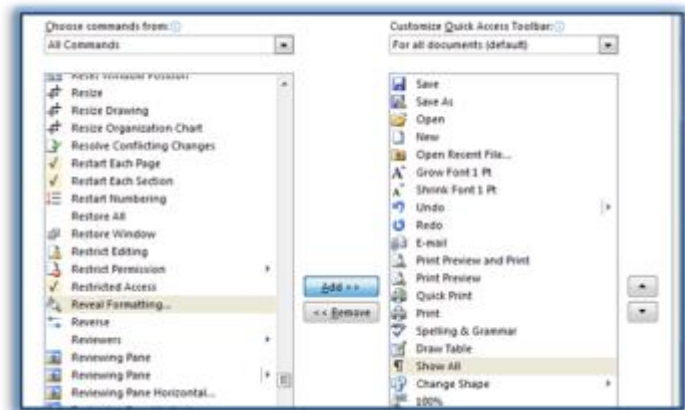 Choose commands from:
All Commands
Reset Window Position
Resize
Resize Drawing
Resize Organization Chart
Resolve Conflicting Changes
Restart Each Page
Restart Each Section
Restart Numbering
Restore All
Restore Window
Restrict Editing
Restrict Permission
Restricted Access
Reveal Formatting...
Reverse
Reviewers
Reviewing Pane
Reviewing Pane
Reviewing Pane Horizontal...
Add >>
<< Remove
Customize Quick Access Toolbar:
For all documents (default)
Save
Save As
Open
New
Open Recent File...
Grow Font 1 Pt
Shrink Font 1 Pt
Undo
Redo
E-mail
Print Preview and Print
Print Preview
Quick Print
Print
Spelling & Grammar
Draw Table
Show All
Change Shape
100%